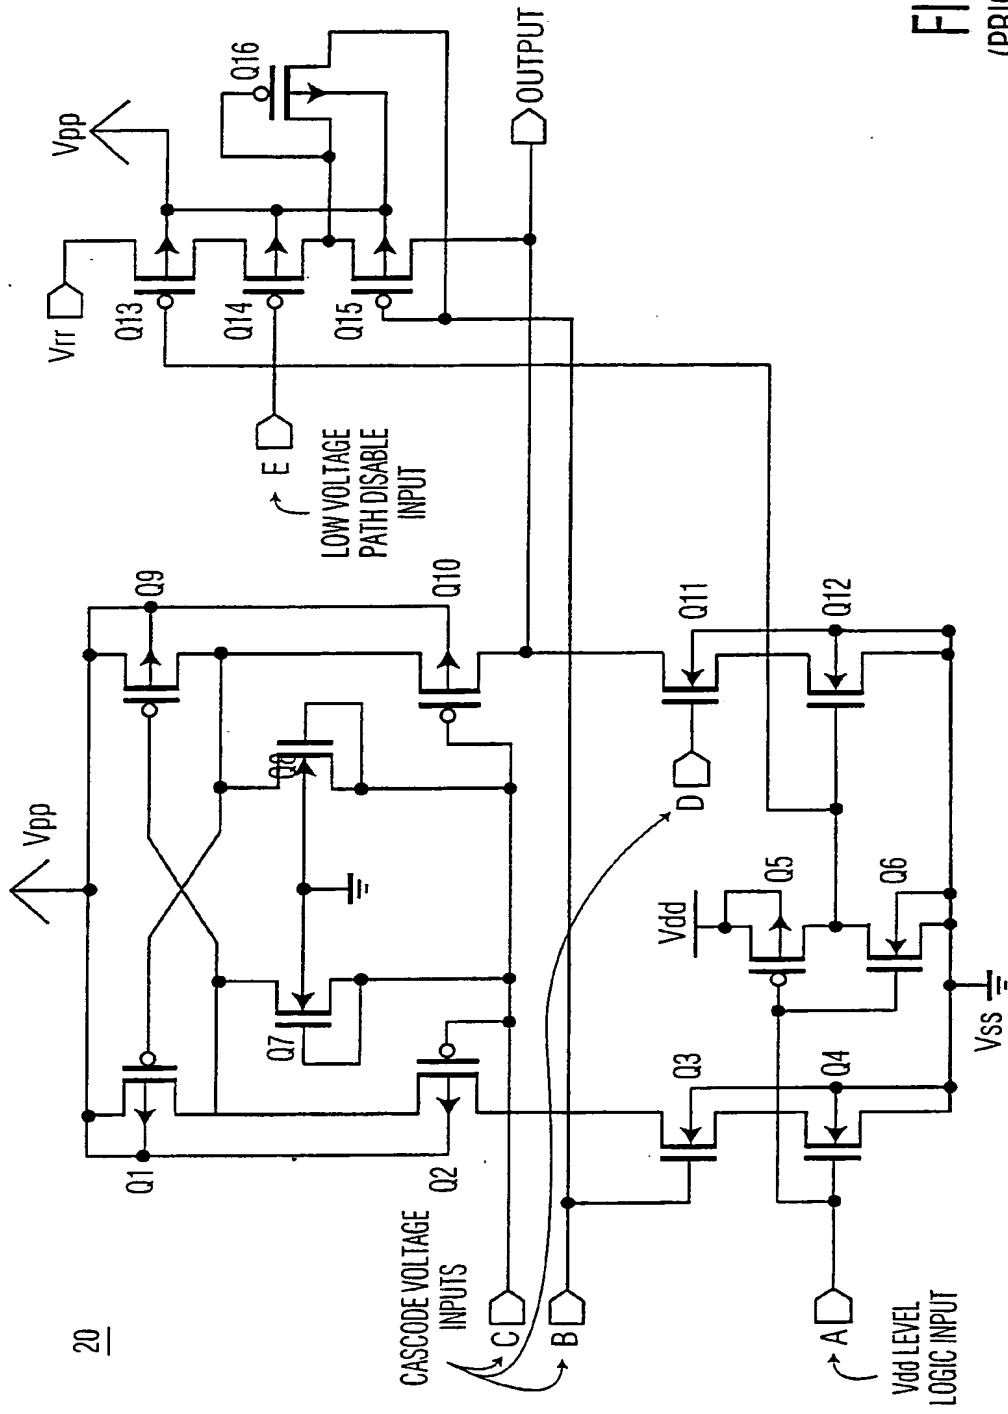 20
Vpp
Q1
Q9
Q2
Q10
Q7
Q8
CASCODE VOLTAGE
INPUTS
C
B
A
Vdd LEVEL
LOGIC INPUT
Q3
Q4
Vdd
Q5
Q6
Vss
D
Q11
Q12
E
LOW VOLTAGE
PATH DISABLE
INPUT
Vrr
Vpp
Q13
Q14
Q15
Q16
OUTPUT